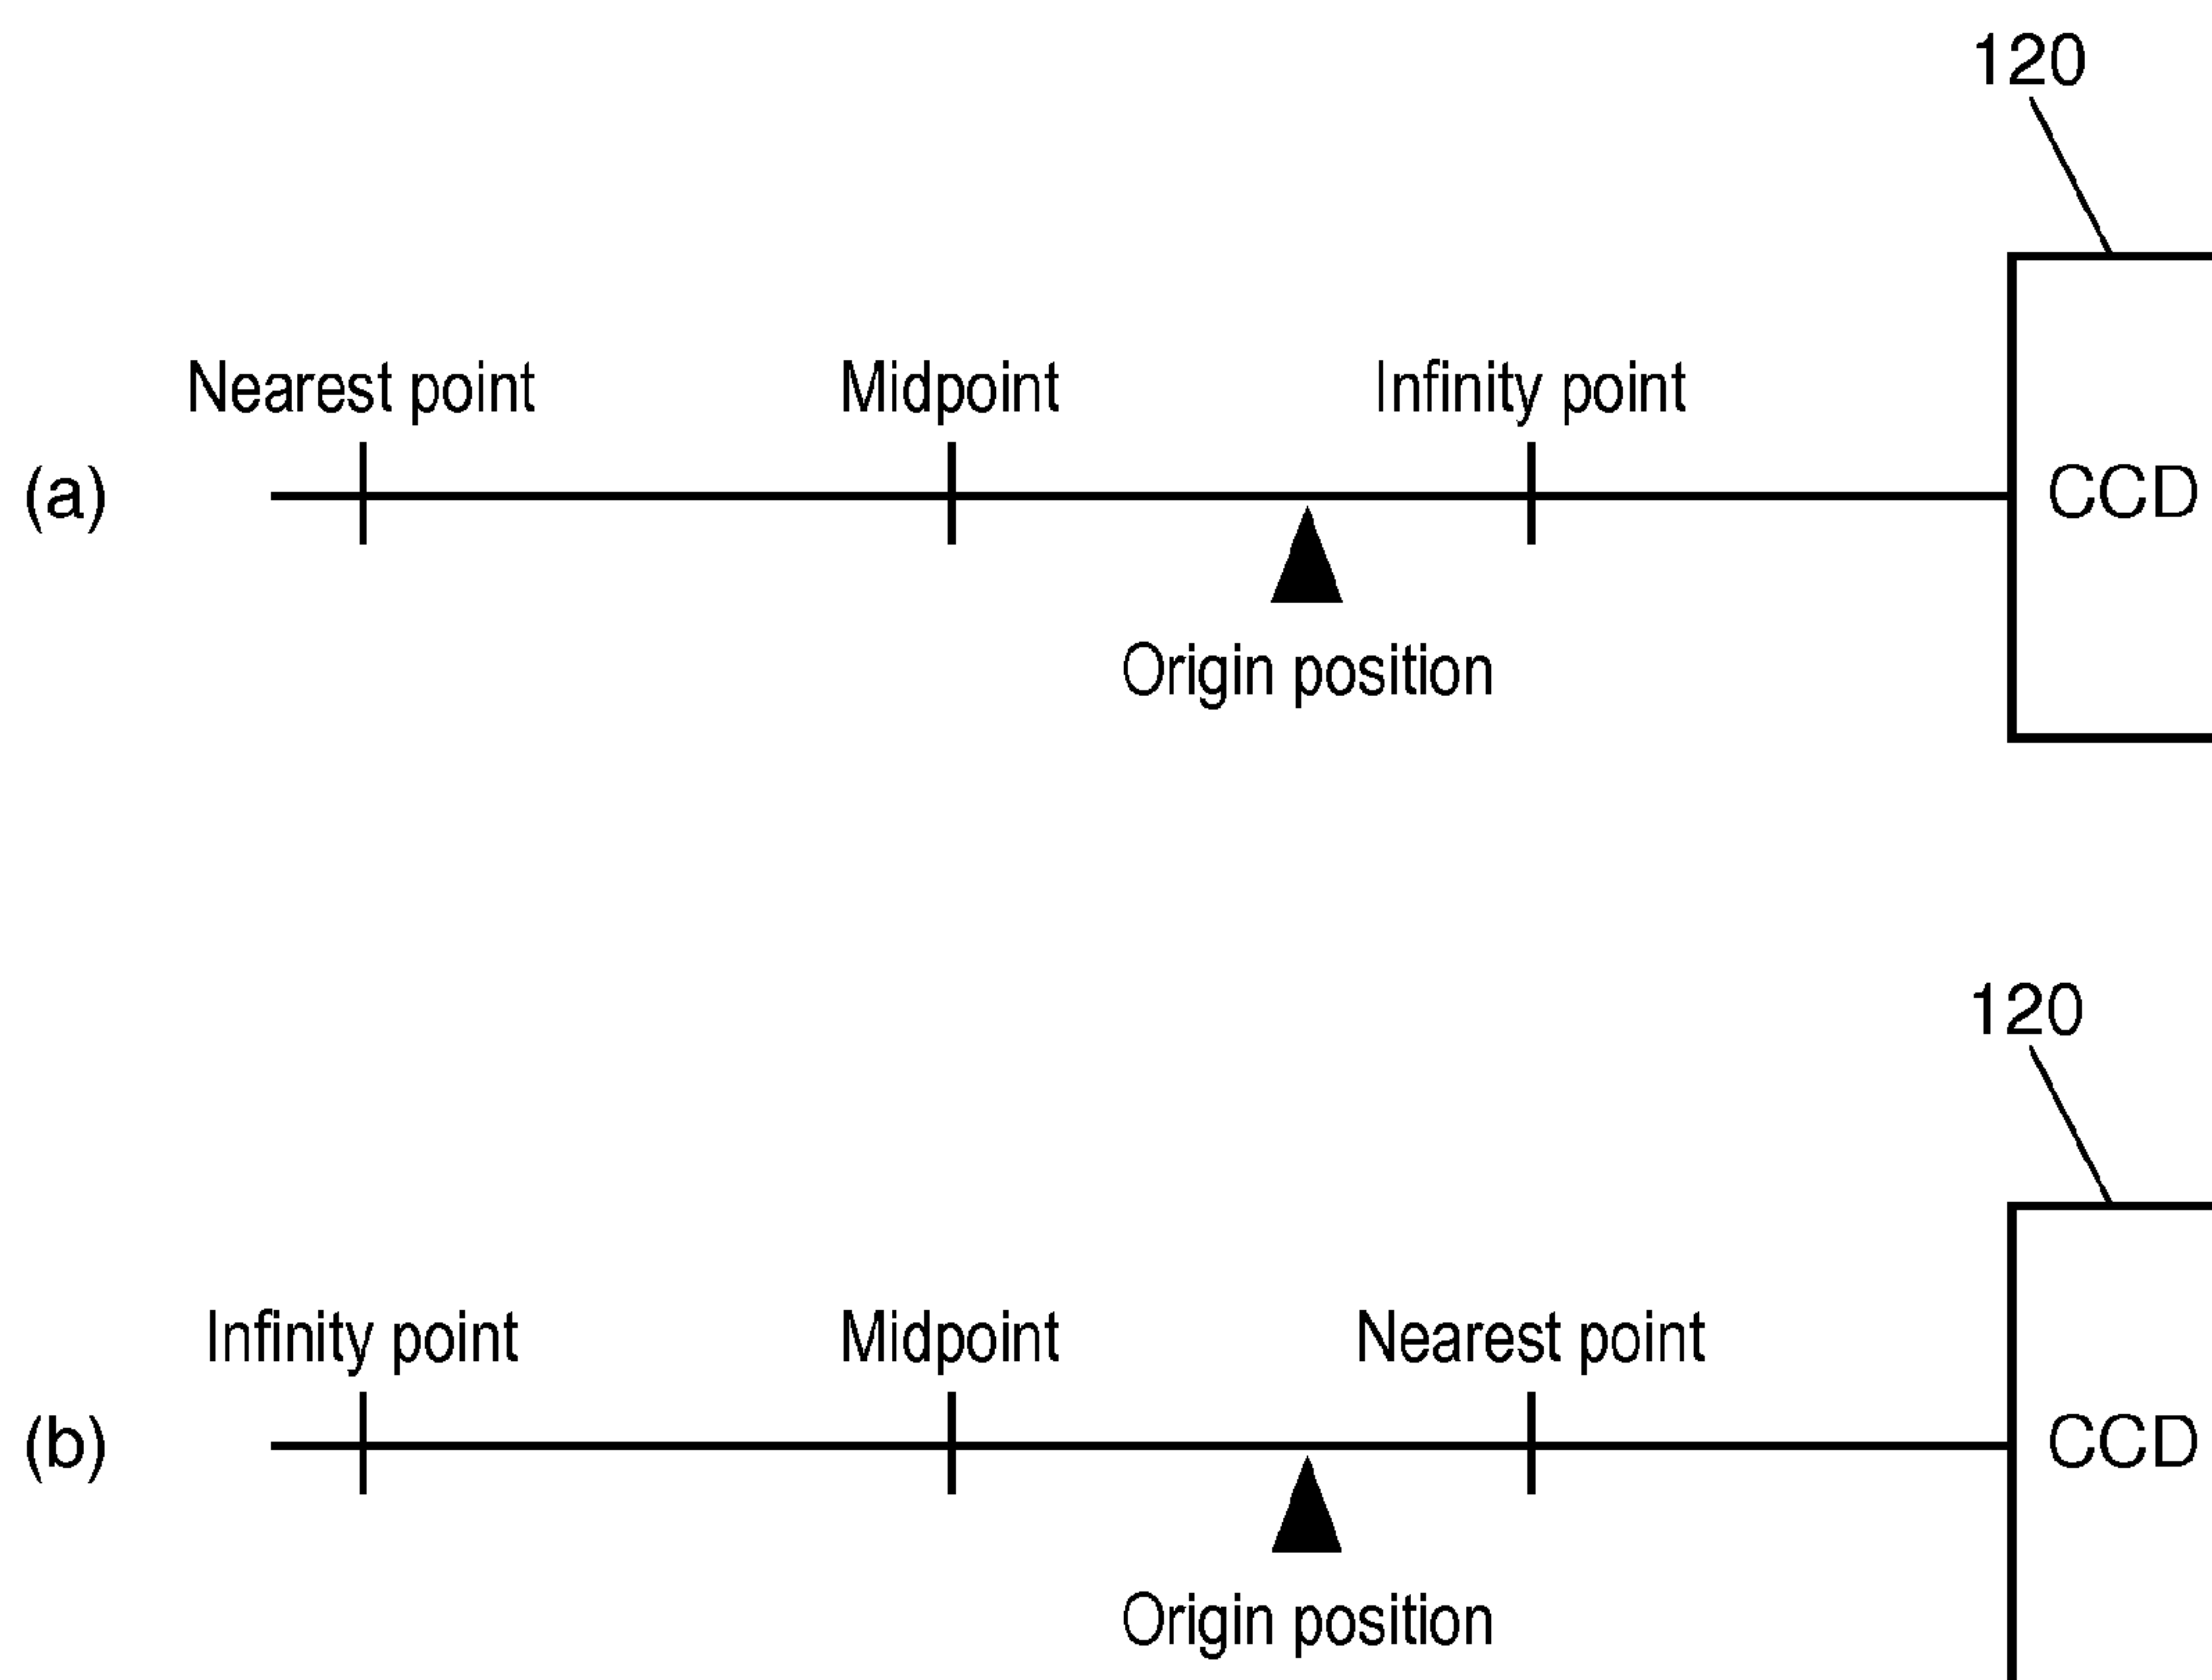 120
Nearest point Midpoint Infinity point
(a) CCD
Origin position
120
Infinity point Midpoint Nearest point
(b) CCD
Origin position